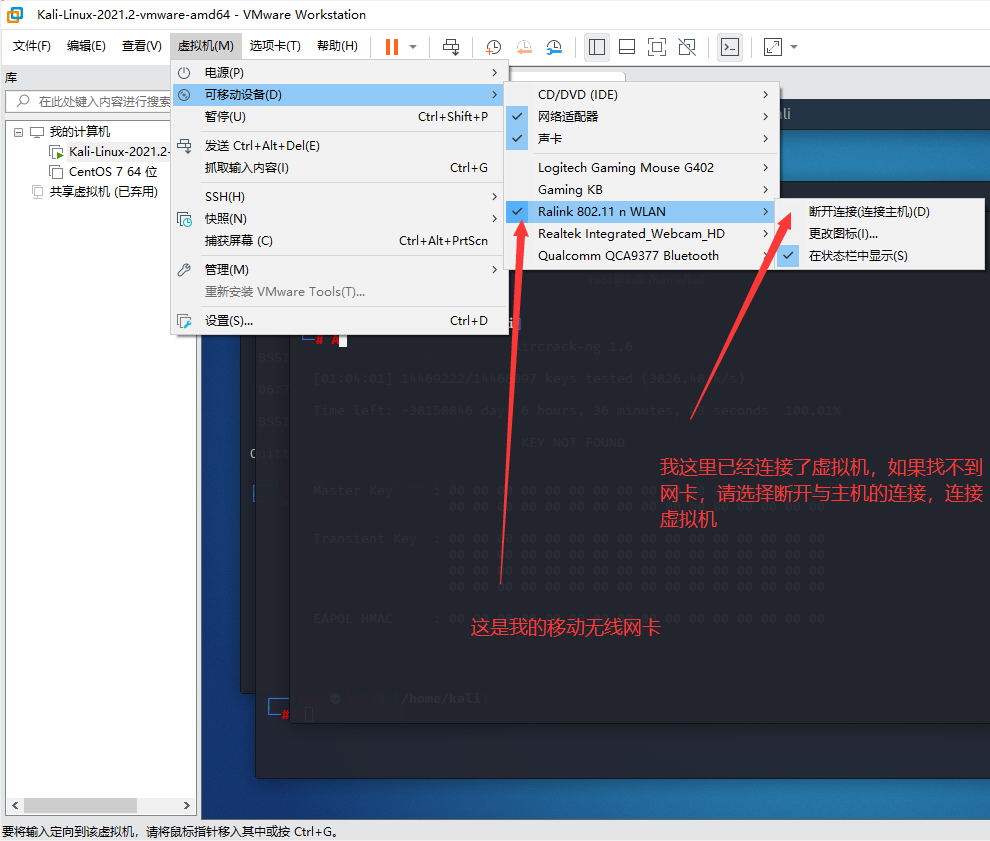 Kali-Linux-2021.2-vmware-amd64 - VMware Workstation
文件(F) 编辑(E) 查看(V) 虚拟机(M) 选项卡(T) 帮助(H)
库
在此处键入内容进行搜索
我的计算机
Kali-Linux-2021.2-
CentOS 7 64 位
共享虚拟机 (已弃用)
电源(P)
可移动设备(D)
暂停(U) Ctrl+Shift+P
发送 Ctrl+Alt+Del(E)
抓取输入内容(I) Ctrl+G
SSH(H)
快照(N)
捕获屏幕 (C) Ctrl+Alt+PrtScn
管理(M)
重新安装 VMware Tools(T)...
设置(S)... Ctrl+D
CD/DVD (IDE)
网络适配器
声卡
Logitech Gaming Mouse G402
Gaming KB
Ralink 802.11 n WLAN
Realtek Integrated_Webcam_HD
Qualcomm QCA9377 Bluetooth
断开连接(连接主机)(D)
更改图标(I)...
在状态栏中显示(S)
# A
Aircrack-ng 1.6
keys tested
Time left: 6 hours, 36 minutes, seconds 100.01%
KEY NOT FOUND
Master Key : 00 00 00 00 00 00 00 00 00 00 00 00 00 00 00 00
00 00 00 00 00 00 00 00 00 00 00 00 00 00 00 00
Transient Key : 00 00 00 00 00 00 00 00 00 00 00 00 00 00 00 00
00 00 00 00 00 00 00 00 00 00 00 00 00 00 00 00
00 00 00 00 00 00 00 00 00 00 00 00 00 00 00 00
00 00 00 00 00 00 00 00 00 00 00 00 00 00 00 00
EAPOL HMAC : 00 00 00 00 00 00 00 00 00 00 00 00 00 00 00 00
我这里已经连接了虚拟机，如果找不到
网卡，请选择断开与主机的连接，连接
虚拟机
这是我的移动无线网卡
/home/kali
#
要将输入定向到该虚拟机，请将鼠标指针移入其中或按 Ctrl+G。